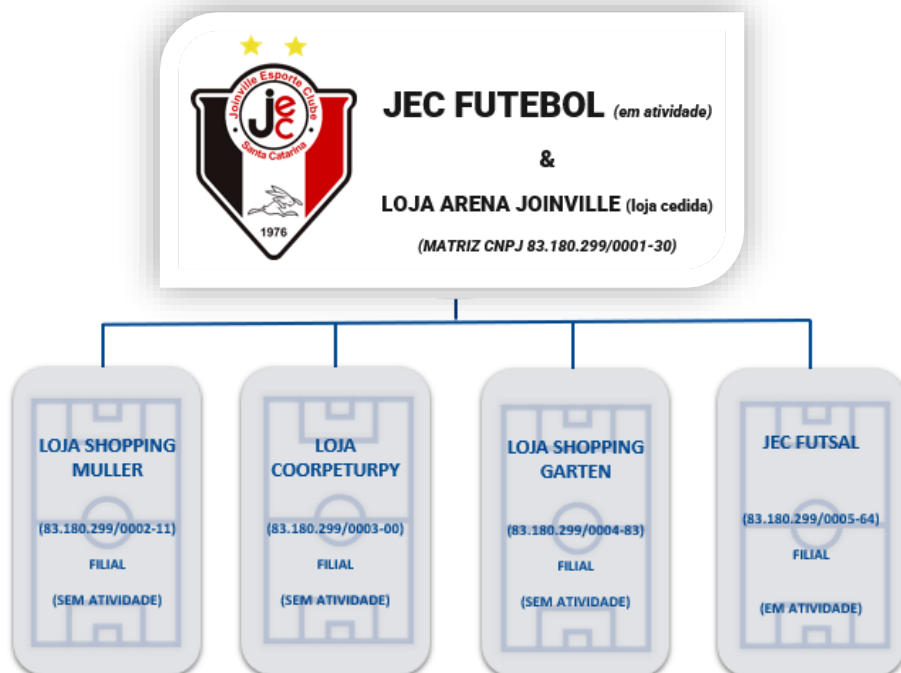 Joinville Esporte Clube
jec
Santa Catarina
1976
JEC FUTEBOL (em atividade)
&
LOJA ARENA JOINVILLE (loja cedida)
(MATRIZ CNPJ 83.180.299/0001-30)
LOJA SHOPPING
MULLER
(83.180.299/0002-11)
FILIAL
(SEM ATIVIDADE)
LOJA
COORPETURPY
(83.180.299/0003-00)
FILIAL
(SEM ATIVIDADE)
LOJA SHOPPING
GARTEN
(83.180.299/0004-83)
FILIAL
(SEM ATIVIDADE)
JEC FUTSAL
(83.180.299/0005-64)
FILIAL
(EM ATIVIDADE)